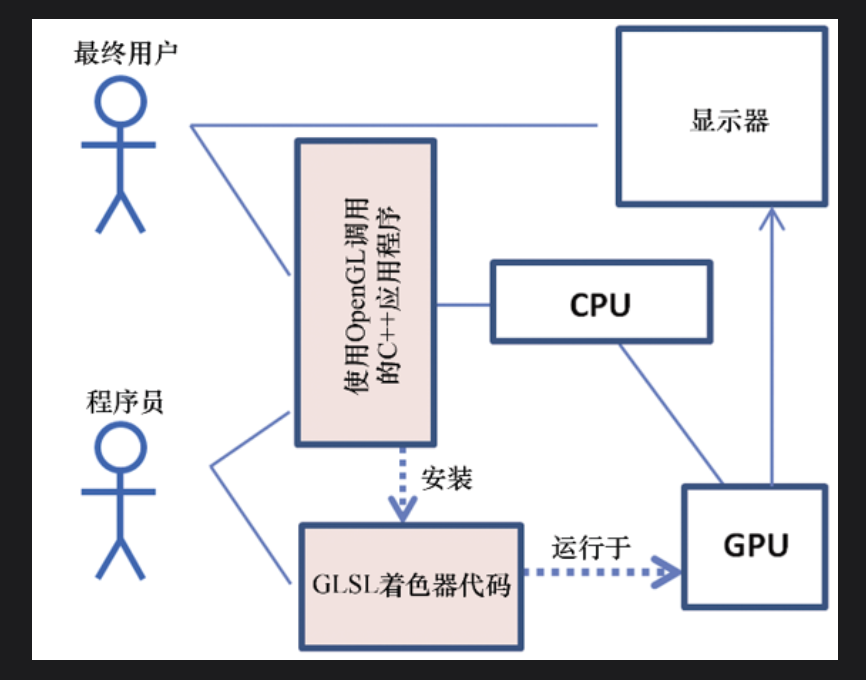 最终用户
显示器
使用OpenGL调用
的C++应用程序
CPU
程序员
安装
运行于
GPU
GLSL着色器代码